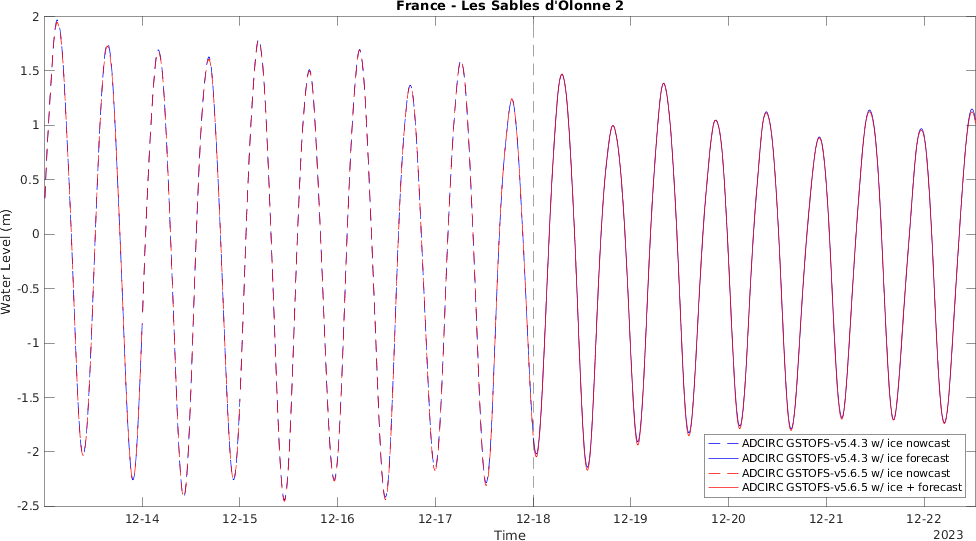 France - Les Sables d'Olonne 2
2
1.5
1
0.5
0
-0.5
-1
-1.5
-2
-2.5
Water Level (m)
12-14 12-15 12-16 12-17 12-18 12-19 12-20 12-21 12-22
Time
2023
ADCIRC GSTOFS-v5.4.3 w/ ice nowcast
ADCIRC GSTOFS-v5.4.3 w/ ice forecast
ADCIRC GSTOFS-v5.6.5 w/ ice nowcast
ADCIRC GSTOFS-v5.6.5 w/ ice + forecast